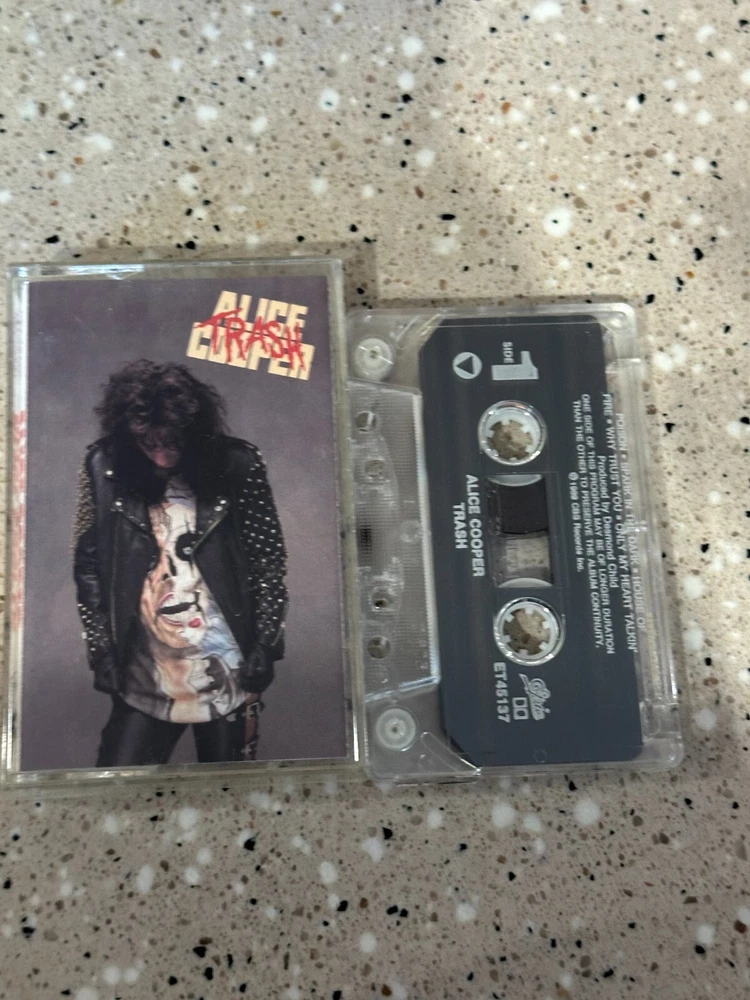 ALICE
TRASH
COOPER
SIDE 1
POISON • SPARK IN THE DARK • HOUSE OF
FIRE • WHY TRUST YOU • ONLY MY HEART TALKIN'
Produced by Desmond Child
ONE SIDE OF THIS PROGRAM MAY BE OF LONGER DURATION
THAN THE OTHER TO PRESERVE THE ALBUM CONTINUITY.
© 1989 CBS Records Inc.
ALICE COOPER
TRASH
Epic
ET45137